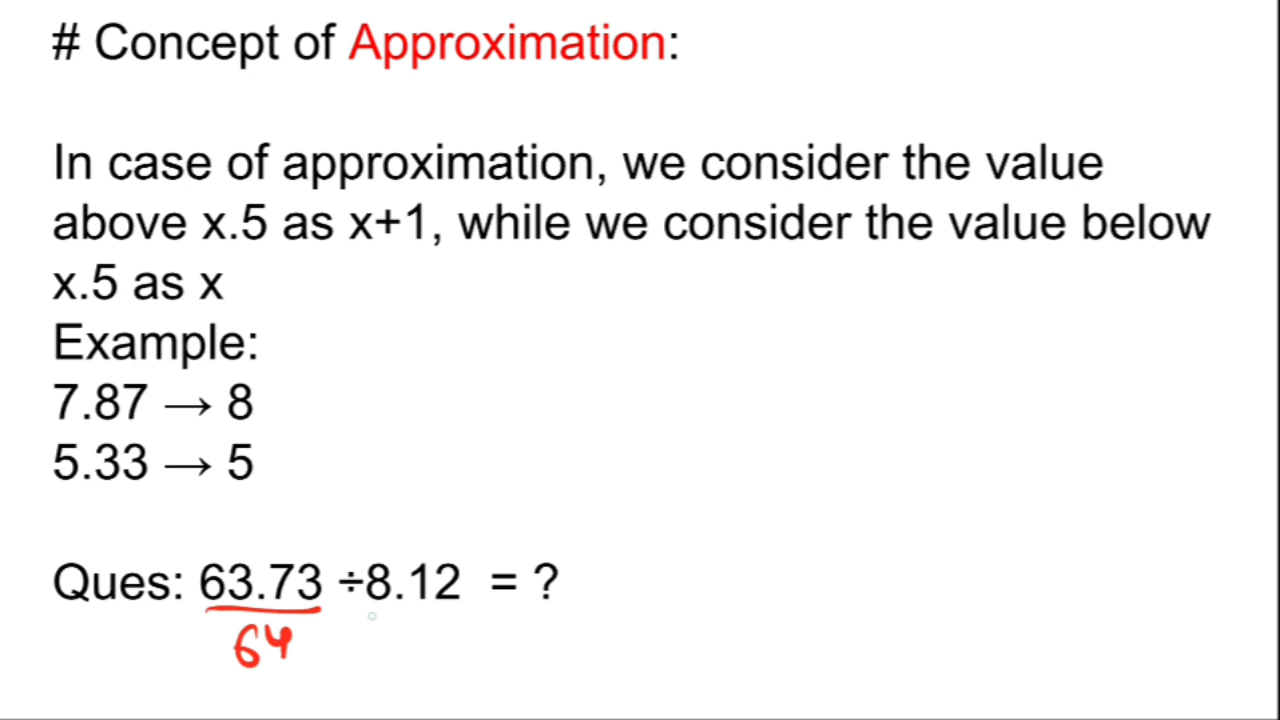 # Concept of Approximation:
In case of approximation, we consider the value
above x.5 as x+1, while we consider the value below
x.5 as x
Example:
7.87 → 8
5.33 → 5
Ques: 63.73 ÷8.12 = ?
64